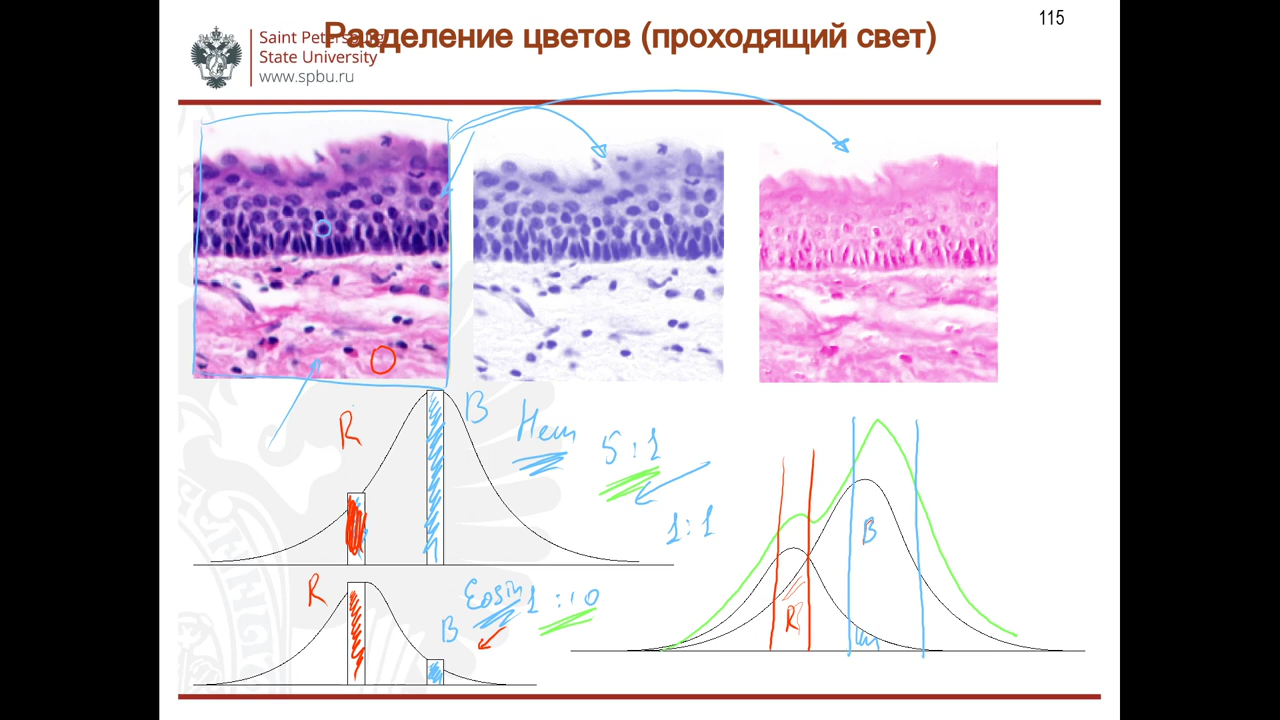 115
Saint Petersburg
State University
www.spbu.ru
Разделение цветов (проходящий свет)
R
B
Hem
5:1
1:1
R
Eosin
1:10
B
B
R